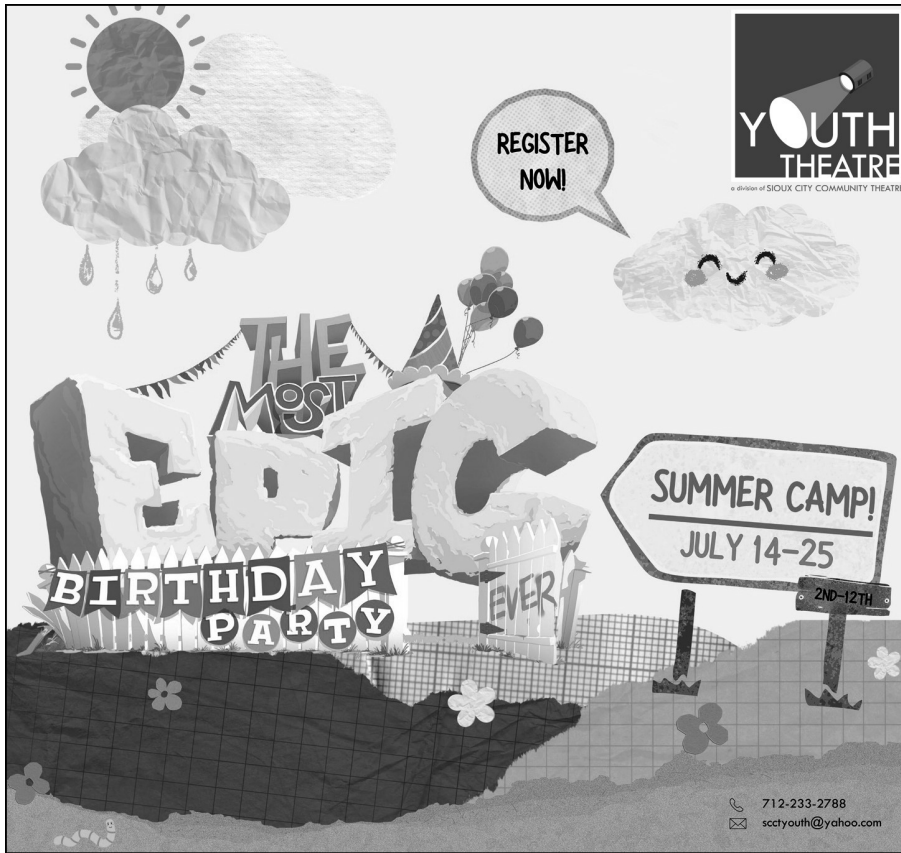 REGISTER
NOW!
YOUTH
THEATRE
a division of SIOUX CITY COMMUNITY THEATRE
THE
MOST
EPIC
BIRTHDAY
PARTY
EVER
SUMMER CAMP!
JULY 14-25
2ND-12TH
712-233-2788
scctyouth@yahoo.com